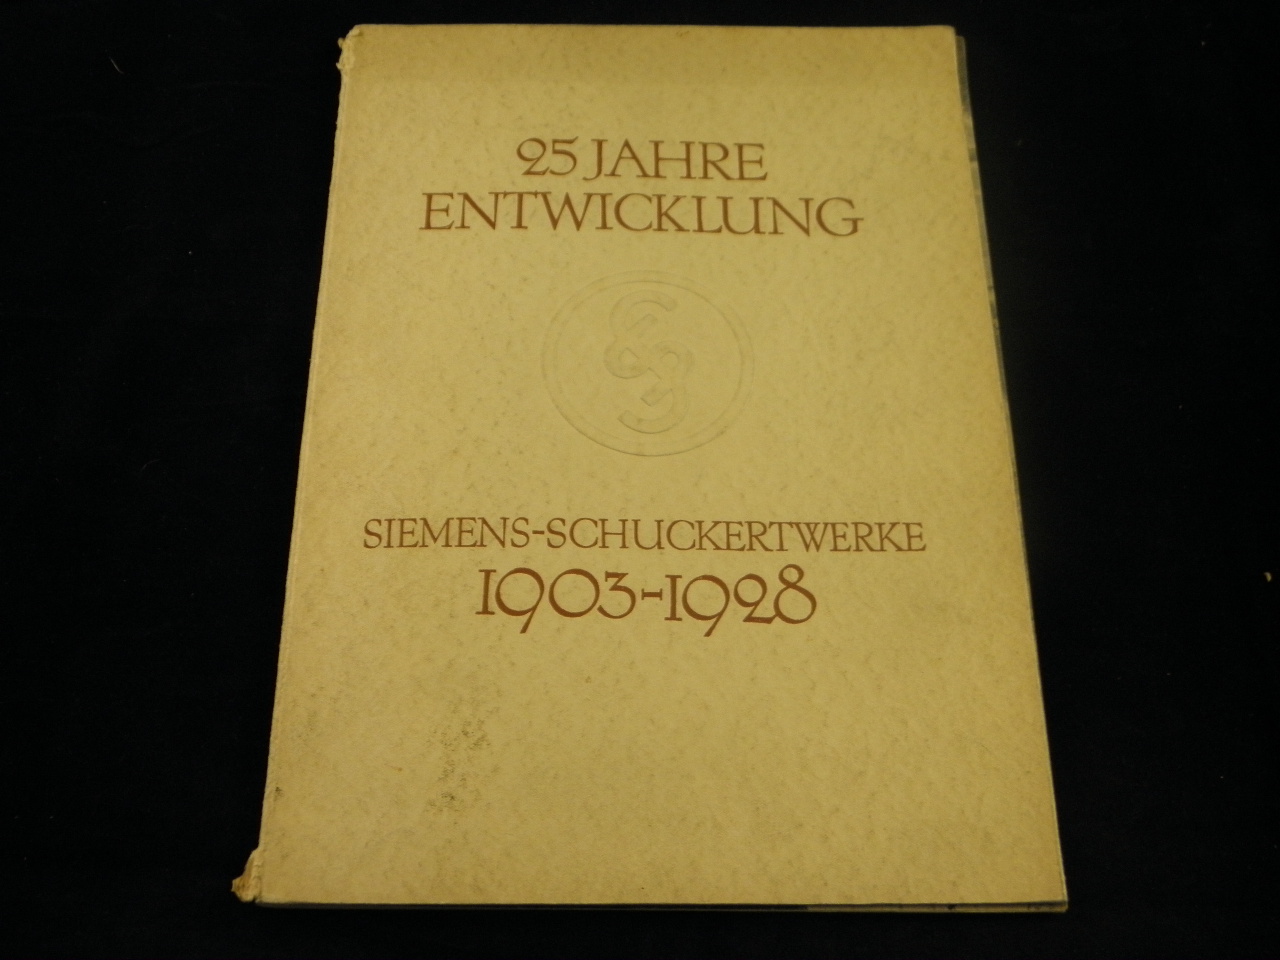 25 JAHRE
ENTWICKLUNG
SIEMENS-SCHUCKERTWERKE
1903-1928